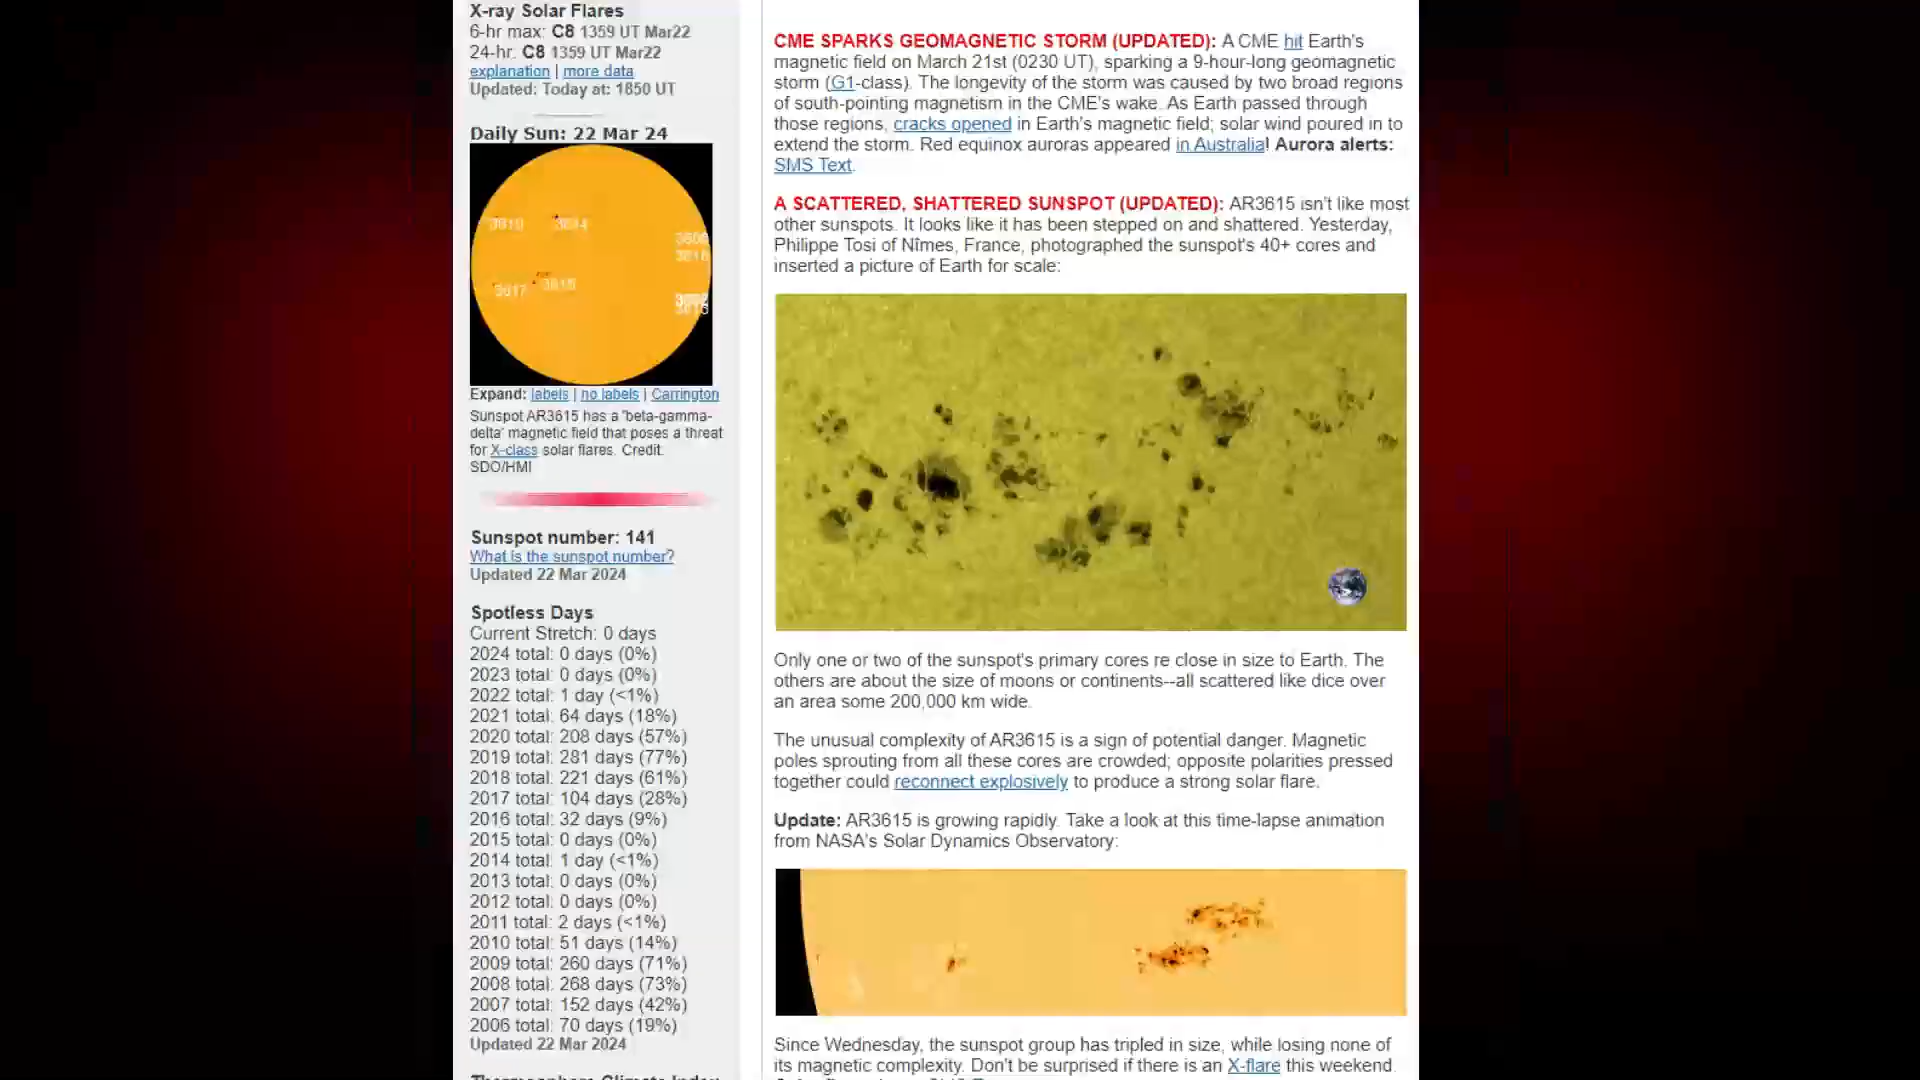 X-ray Solar Flares
6-hr max: C8 1359 UT Mar22
24-hr: C8 1359 UT Mar22
explanation | more data
Updated: Today at: 1850 UT
Daily Sun: 22 Mar 24
3614
3617
Expand: labels | no labels | Carrington
Sunspot AR3615 has a 'beta-gamma-
delta' magnetic field that poses a threat
for X-class solar flares. Credit:
SDO/HMI
Sunspot number: 141
What is the sunspot number?
Updated 22 Mar 2024
Spotless Days
Current Stretch: 0 days
2024 total: 0 days (0%)
2023 total: 0 days (0%)
2022 total: 1 day (<1%)
2021 total: 64 days (18%)
2020 total: 208 days (57%)
2019 total: 281 days (77%)
2018 total: 221 days (61%)
2017 total: 104 days (28%)
2016 total: 32 days (9%)
2015 total: 0 days (0%)
2014 total: 1 day (<1%)
2013 total: 0 days (0%)
2012 total: 0 days (0%)
2011 total: 2 days (<1%)
2010 total: 51 days (14%)
2009 total: 260 days (71%)
2008 total: 268 days (73%)
2007 total: 152 days (42%)
2006 total: 70 days (19%)
Updated 22 Mar 2024
Thermosphere Climate Index
CME SPARKS GEOMAGNETIC STORM (UPDATED): A CME hit Earth's
magnetic field on March 21st (0230 UT), sparking a 9-hour-long geomagnetic
storm (G1-class). The longevity of the storm was caused by two broad regions
of south-pointing magnetism in the CME's wake. As Earth passed through
those regions, cracks opened in Earth's magnetic field; solar wind poured in to
extend the storm. Red equinox auroras appeared in Australia! Aurora alerts:
SMS Text.
A SCATTERED, SHATTERED SUNSPOT (UPDATED): AR3615 isn't like most
other sunspots. It looks like it has been stepped on and shattered. Yesterday,
Philippe Tosi of Nîmes, France, photographed the sunspot's 40+ cores and
inserted a picture of Earth for scale:
Only one or two of the sunspot's primary cores re close in size to Earth. The
others are about the size of moons or continents--all scattered like dice over
an area some 200,000 km wide.
The unusual complexity of AR3615 is a sign of potential danger. Magnetic
poles sprouting from all these cores are crowded; opposite polarities pressed
together could reconnect explosively to produce a strong solar flare.
Update: AR3615 is growing rapidly. Take a look at this time-lapse animation
from NASA's Solar Dynamics Observatory:
Since Wednesday, the sunspot group has tripled in size, while losing none of
its magnetic complexity. Don't be surprised if there is an X-flare this weekend.